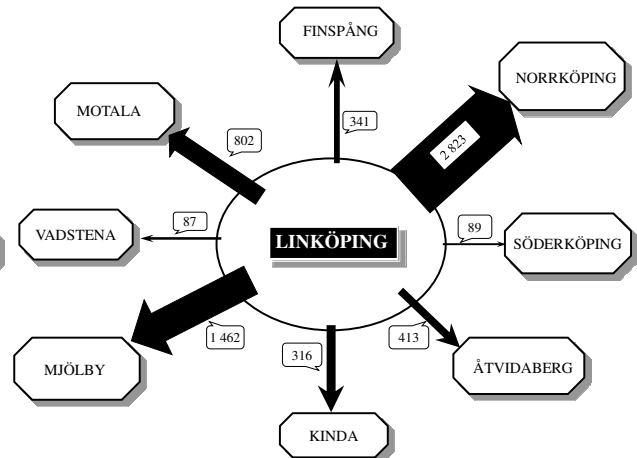 FINSPÅNG
NORRKÖPING
MOTALA
341
802
2 823
87
VADSTENA
LINKÖPING
89
SÖDERKÖPING
1 462
413
316
MJÖLBY
ÅTVIDABERG
KINDA